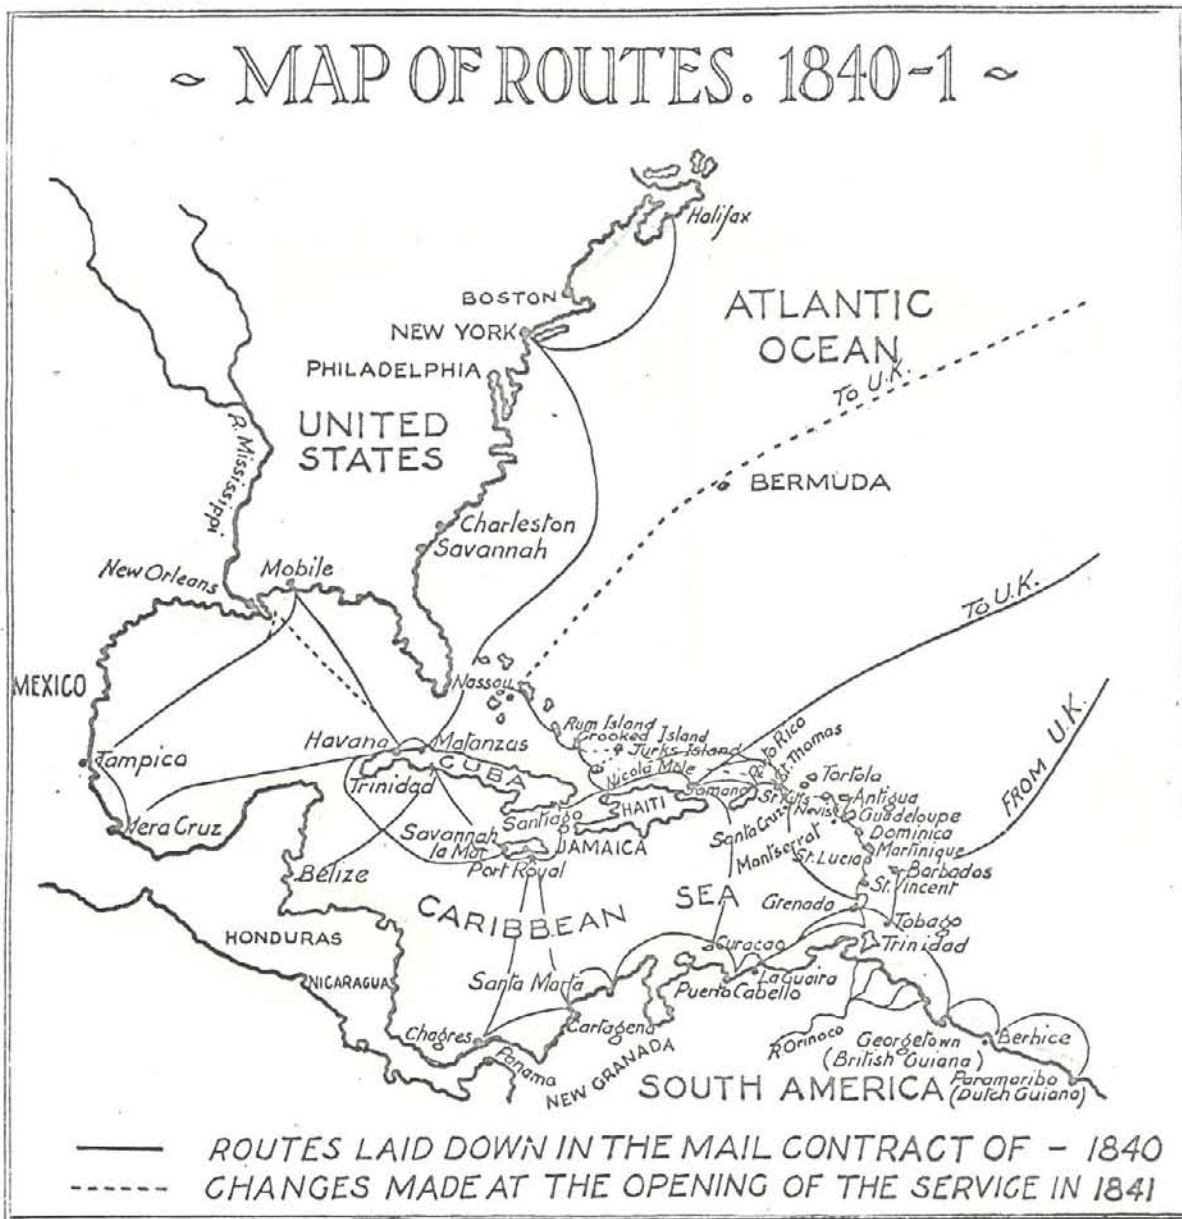 ~ MAP OF ROUTES. 1840-1 ~
Halifax
BOSTON
NEW YORK
PHILADELPHIA
ATLANTIC
OCEAN
To U.K.
UNITED
STATES
R. Mississippi
BERMUDA
Charleston
Savannah
New Orleans
Mobile
To U.K.
MEXICO
Nassau
FROM U.K.
Rum Island
Crooked Island
Turks Island
Havana
Matanzas
CUBA
Tampico
Trinidad
Nicola Mole
Samana
Porto Rico
St. Thomas
Tortola
St Kitts
Nevis
Antigua
Guadeloupe
HAITI
Santiago
Santa Cruz
Montserrat
Dominica
Vera Cruz
Savannah
la Mar
JAMAICA
Port Royal
Martinique
St. Lucia
Barbados
St. Vincent
Belize
CARIBBEAN
SEA
Grenada
Tobago
Trinidad
HONDURAS
NICARAGUA
Curacao
La Guaira
Puerto Cabello
Santa Marta
Cartagena
Chagres
Panama
NEW GRANADA
R. Orinoco
Georgetown
(British Guiana)
Berbice
SOUTH AMERICA
Paramaribo
(Dutch Guiana)
ROUTES LAID DOWN IN THE MAIL CONTRACT OF - 1840
CHANGES MADE AT THE OPENING OF THE SERVICE IN 1841